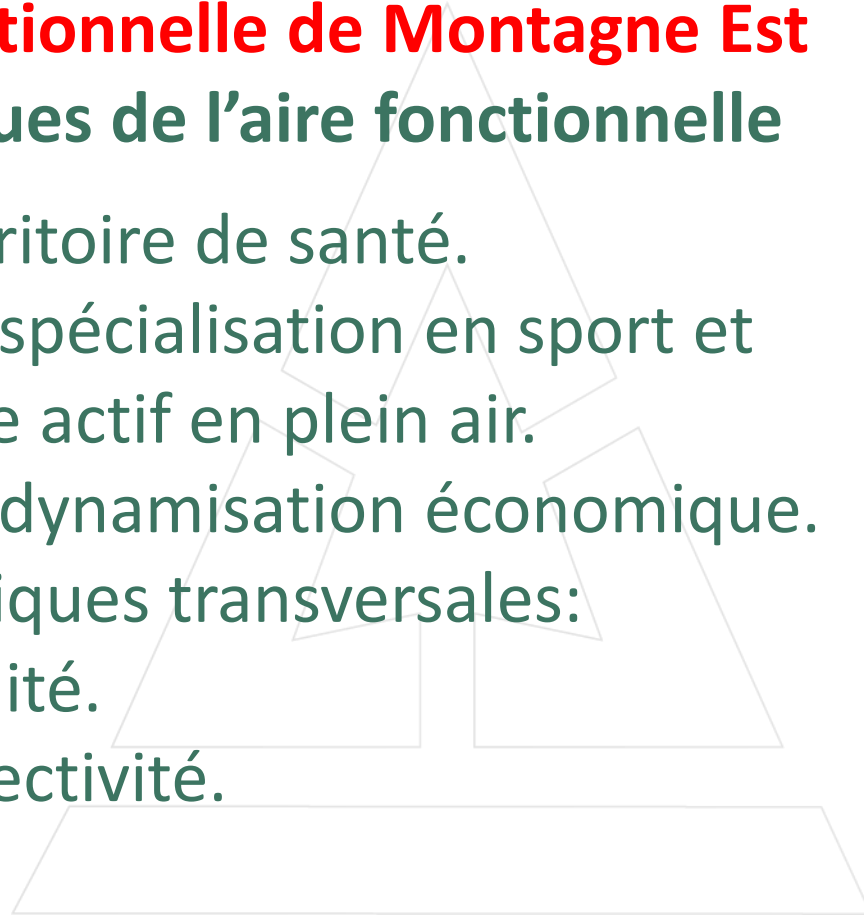 tionnelle de Montagne Est
ues de l’aire fonctionnelle
ritoire de santé.
spécialisation en sport et
e actif en plein air.
dynamisation économique.
iques transversales:
ité.
ectivité.